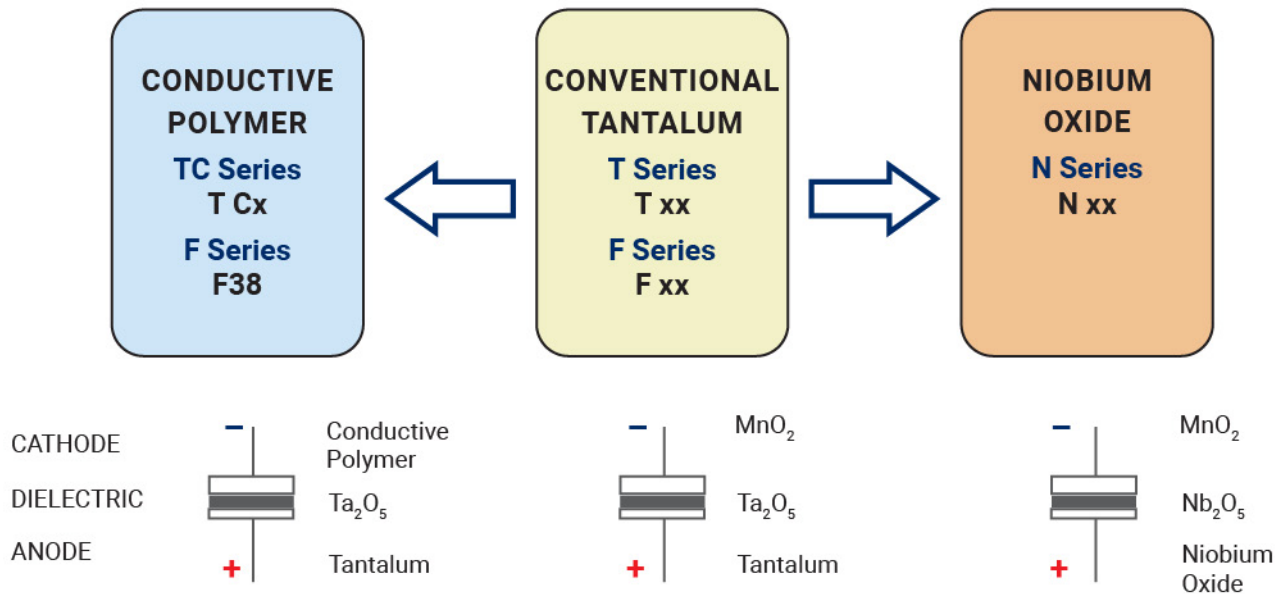 CONDUCTIVE
POLYMER
TC Series
T Cx
F Series
F38
CONVENTIONAL
TANTALUM
T Series
T xx
F Series
F xx
NIOBIUM
OXIDE
N Series
N xx
CATHODE
DIELECTRIC
ANODE
–
Conductive
Polymer
Ta₂O₅
+
Tantalum
–
MnO₂
Ta₂O₅
+
Tantalum
–
MnO₂
Nb₂O₅
+
Niobium
Oxide